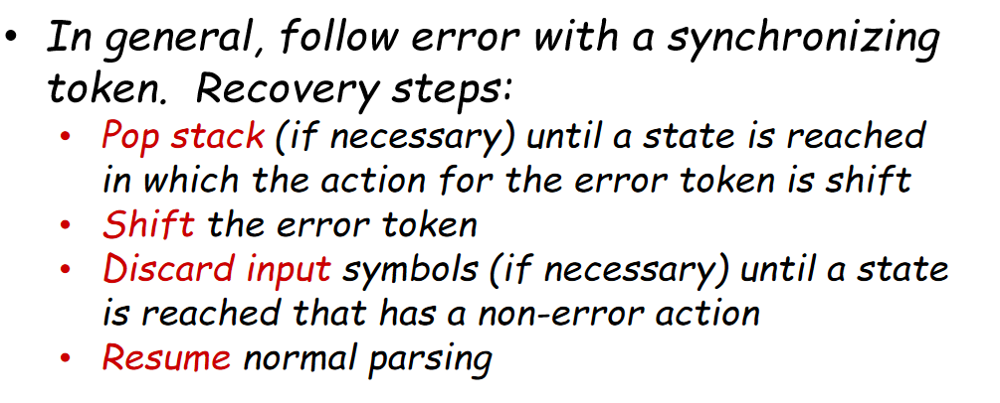 • In general, follow error with a synchronizing
token. Recovery steps:
• Pop stack (if necessary) until a state is reached
in which the action for the error token is shift
• Shift the error token
• Discard input symbols (if necessary) until a state
is reached that has a non-error action
• Resume normal parsing